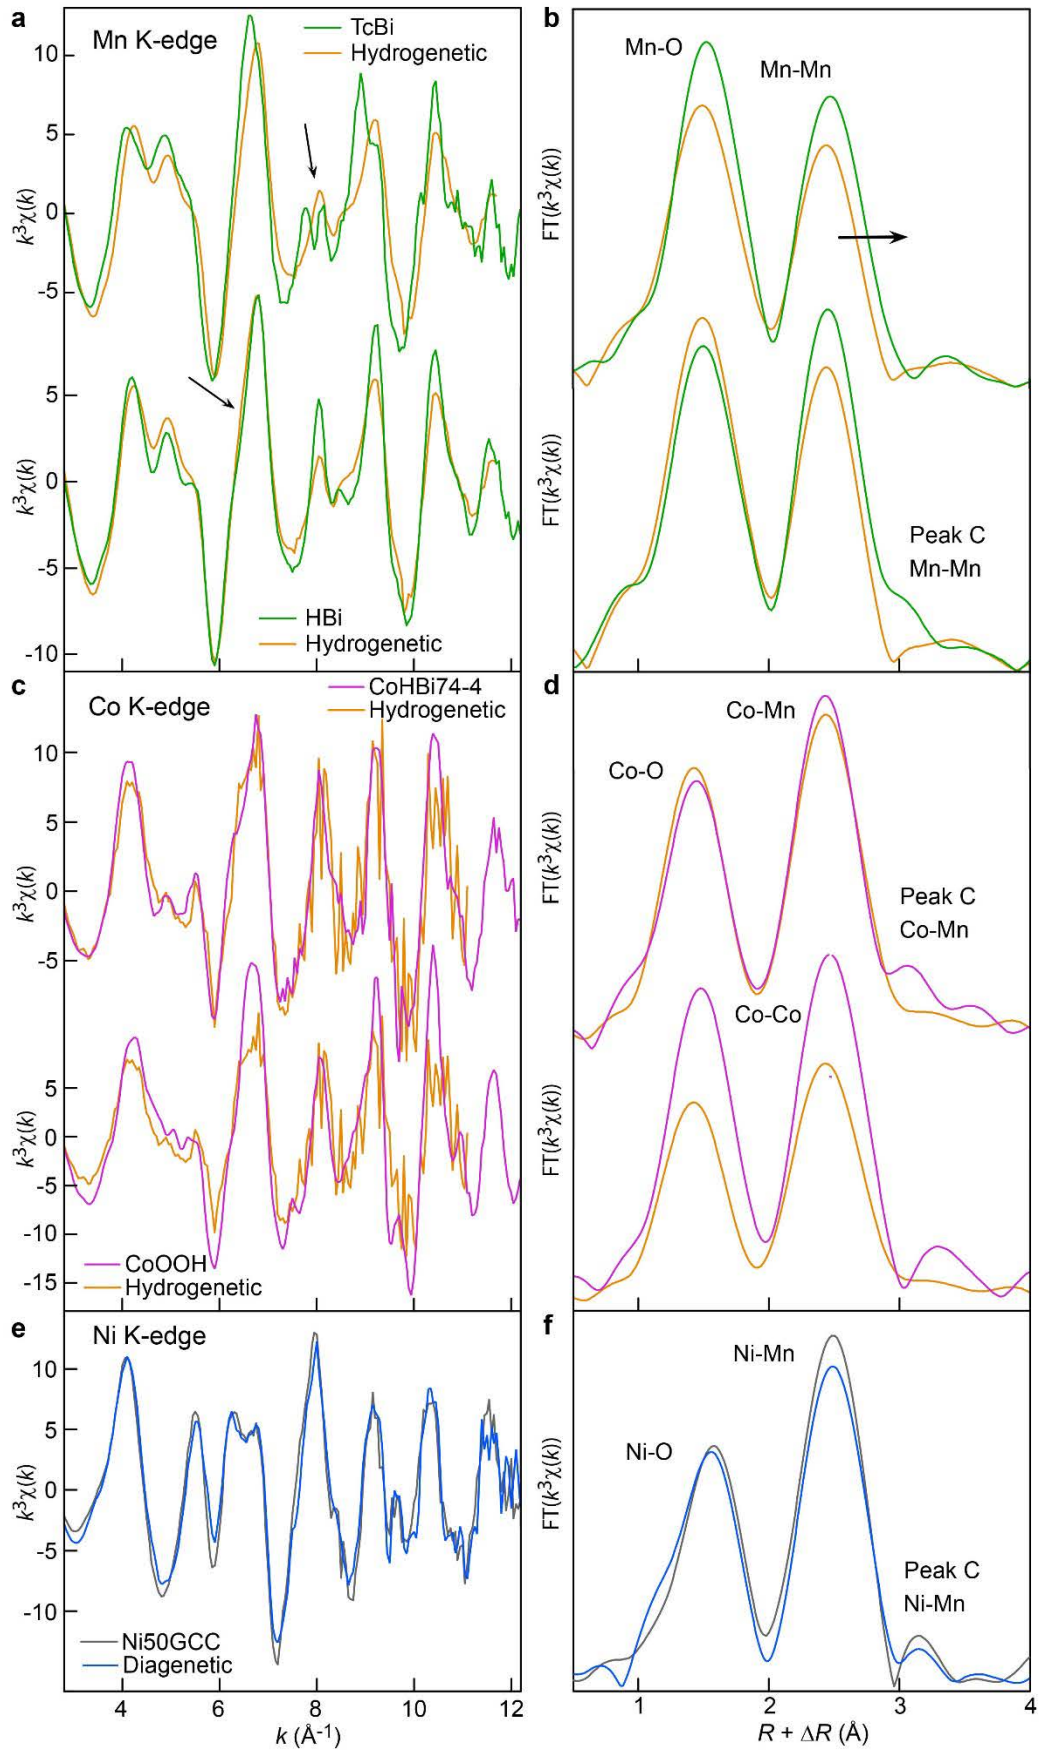 a
Mn K-edge
TcBi
Hydrogenetic
10
5
0
-5
k³χ(k)
5
0
-5
-10
k³χ(k)
HBi
Hydrogenetic
b
Mn-O
Mn-Mn
FT(k³χ(k))
FT(k³χ(k))
Peak C
Mn-Mn
c
Co K-edge
CoHBi74-4
Hydrogenetic
10
5
0
-5
k³χ(k)
5
0
-5
-10
-15
k³χ(k)
CoOOH
Hydrogenetic
d
Co-Mn
Co-O
FT(k³χ(k))
Peak C
Co-Mn
Co-Co
FT(k³χ(k))
e
Ni K-edge
10
5
0
-5
-10
k³χ(k)
Ni50GCC
Diagenetic
4 6 8 10 12
k (Å⁻¹)
f
Ni-Mn
Ni-O
FT(k³χ(k))
Peak C
Ni-Mn
1 2 3 4
R + ΔR (Å)